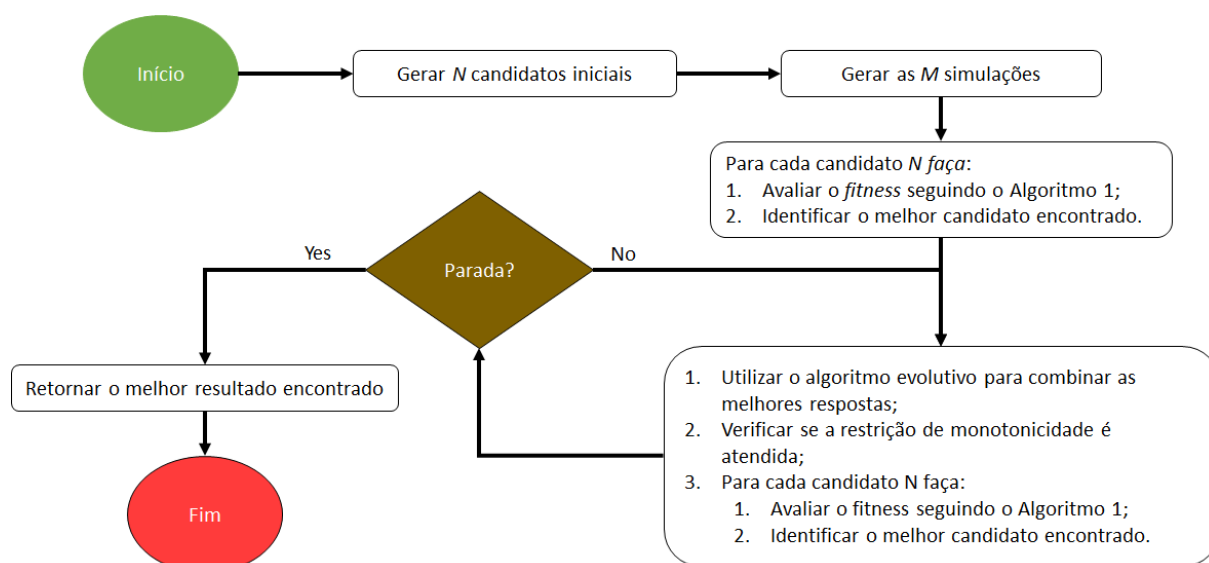 Início
Gerar N candidatos iniciais
Gerar as M simulações
Para cada candidato N faça:
1. Avaliar o fitness seguindo o Algoritmo 1;
2. Identificar o melhor candidato encontrado.
Yes
Parada?
No
Retornar o melhor resultado encontrado
1. Utilizar o algoritmo evolutivo para combinar as
melhores respostas;
2. Verificar se a restrição de monotonicidade é
atendida;
3. Para cada candidato N faça:
1. Avaliar o fitness seguindo o Algoritmo 1;
2. Identificar o melhor candidato encontrado.
Fim